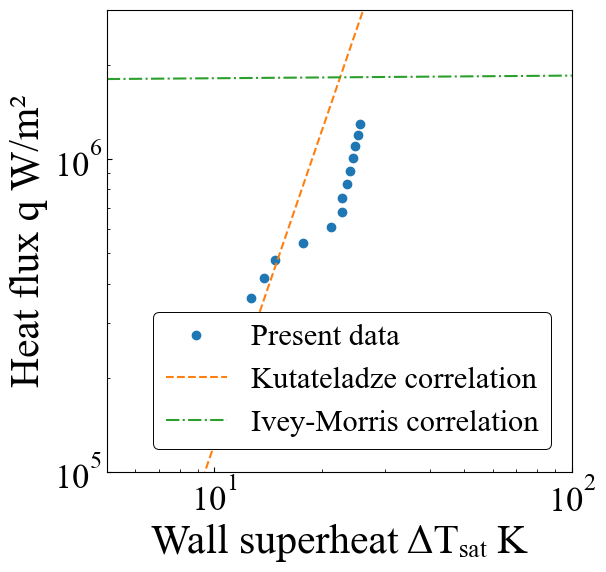 Heat flux q W/m²
10⁶
10⁵
Present data
Kutateladze correlation
Ivey-Morris correlation
10¹
10²
Wall superheat ΔTsat K